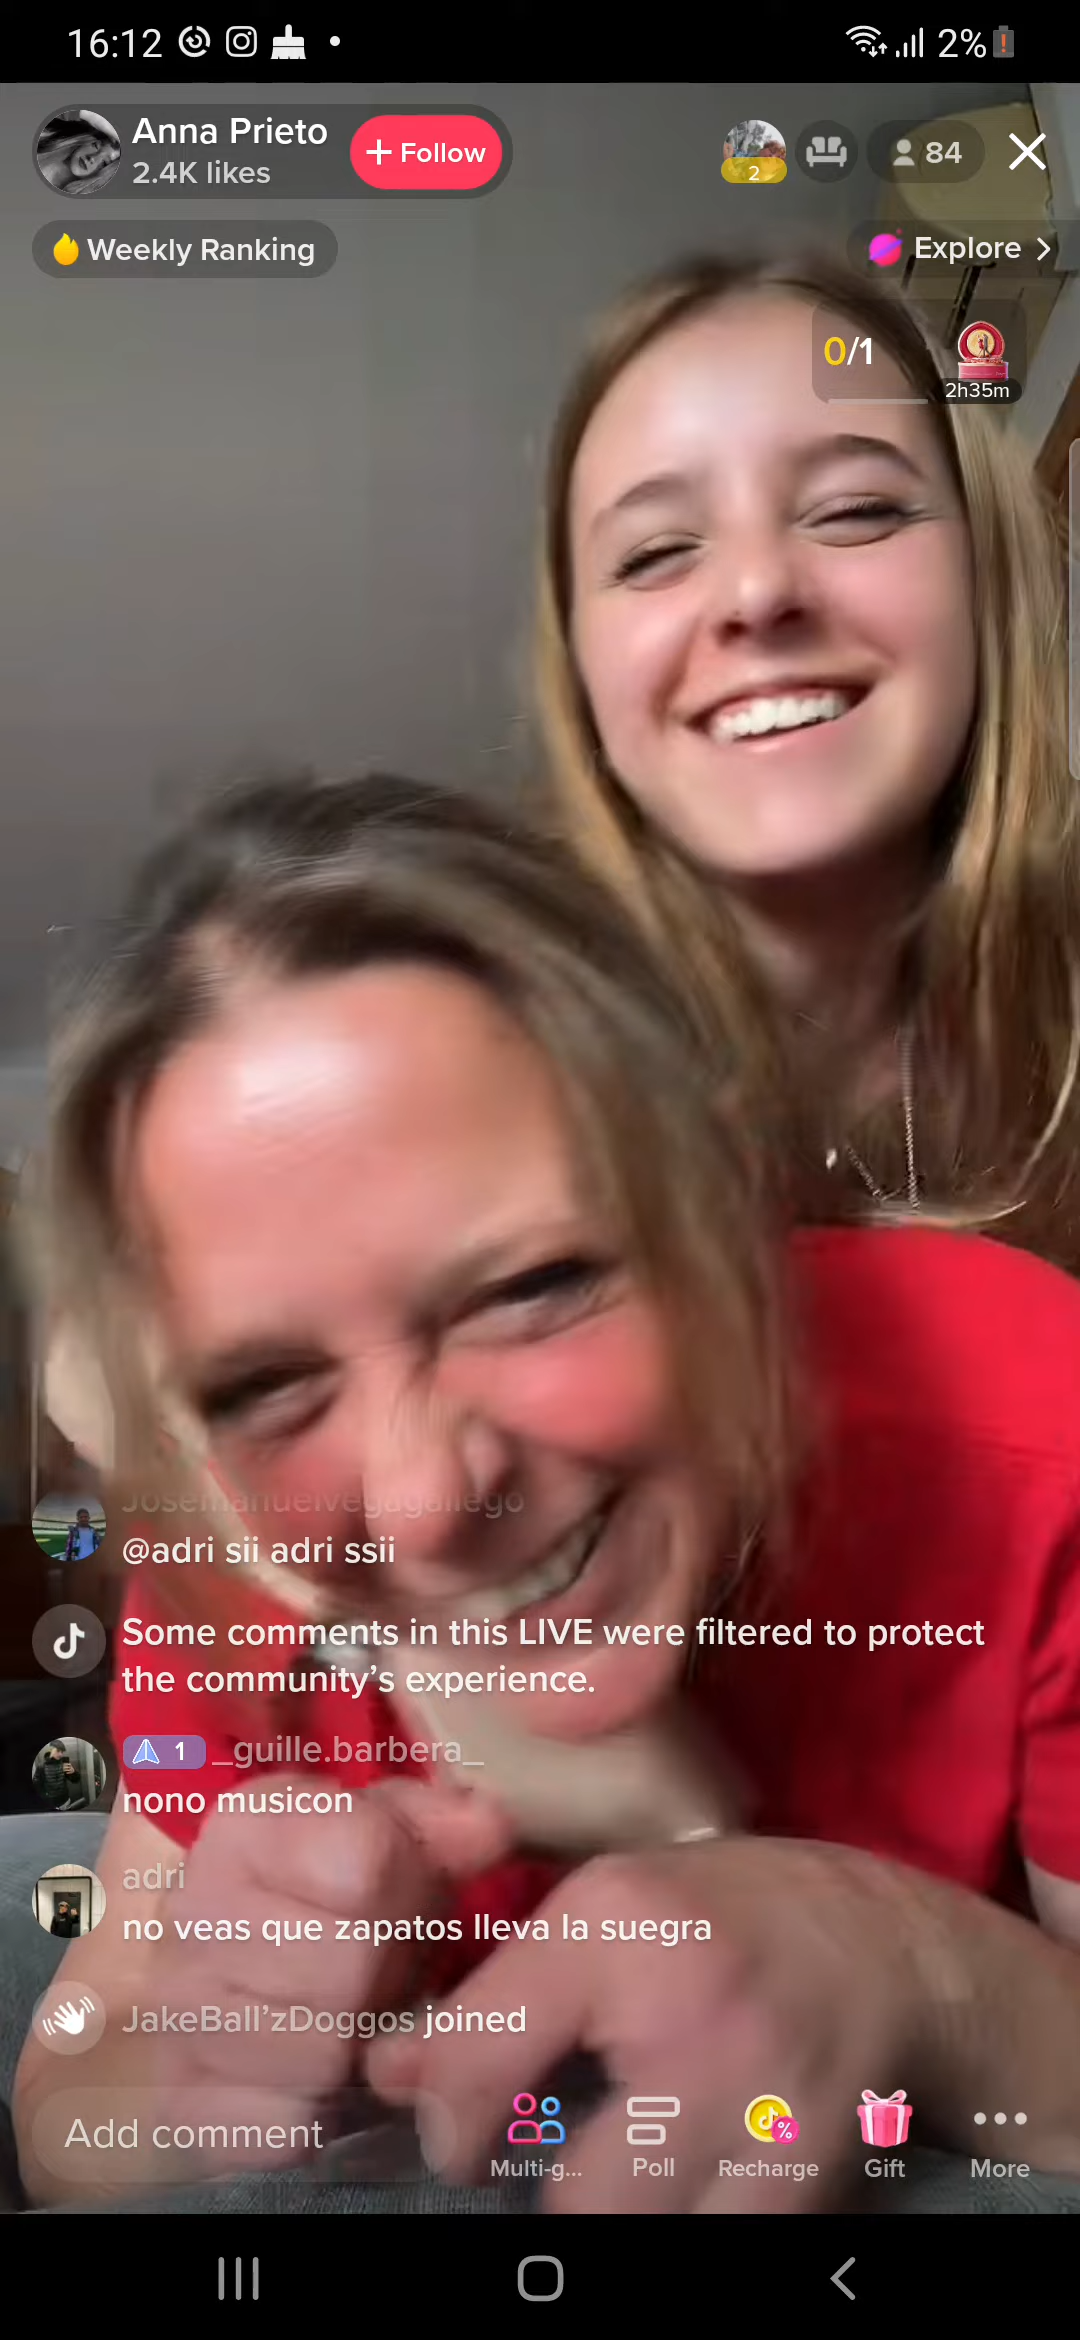 16:12
2%
Anna Prieto
2.4K likes
+ Follow
2
84
Weekly Ranking
Explore >
0/1
2h35m
Josemanuelvegagallego
@adri sii adri ssii
Some comments in this LIVE were filtered to protect
the community’s experience.
1 _guille.barbera_
nono musicon
adri
no veas que zapatos lleva la suegra
JakeBall’zDoggos joined
Add comment
Multi-g...
Poll
Recharge
Gift
More